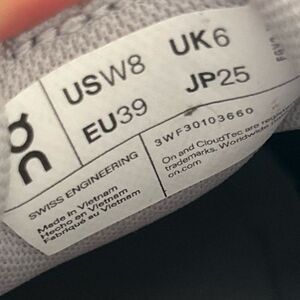 on
USW8 UK6
EU39 JP25
SWISS ENGINEERING
3WF30103660
Made in Vietnam
Hecho en Vietnam
Fabriqué au Vietnam
On and CloudTec are
trademarks. Worldwide
on.com